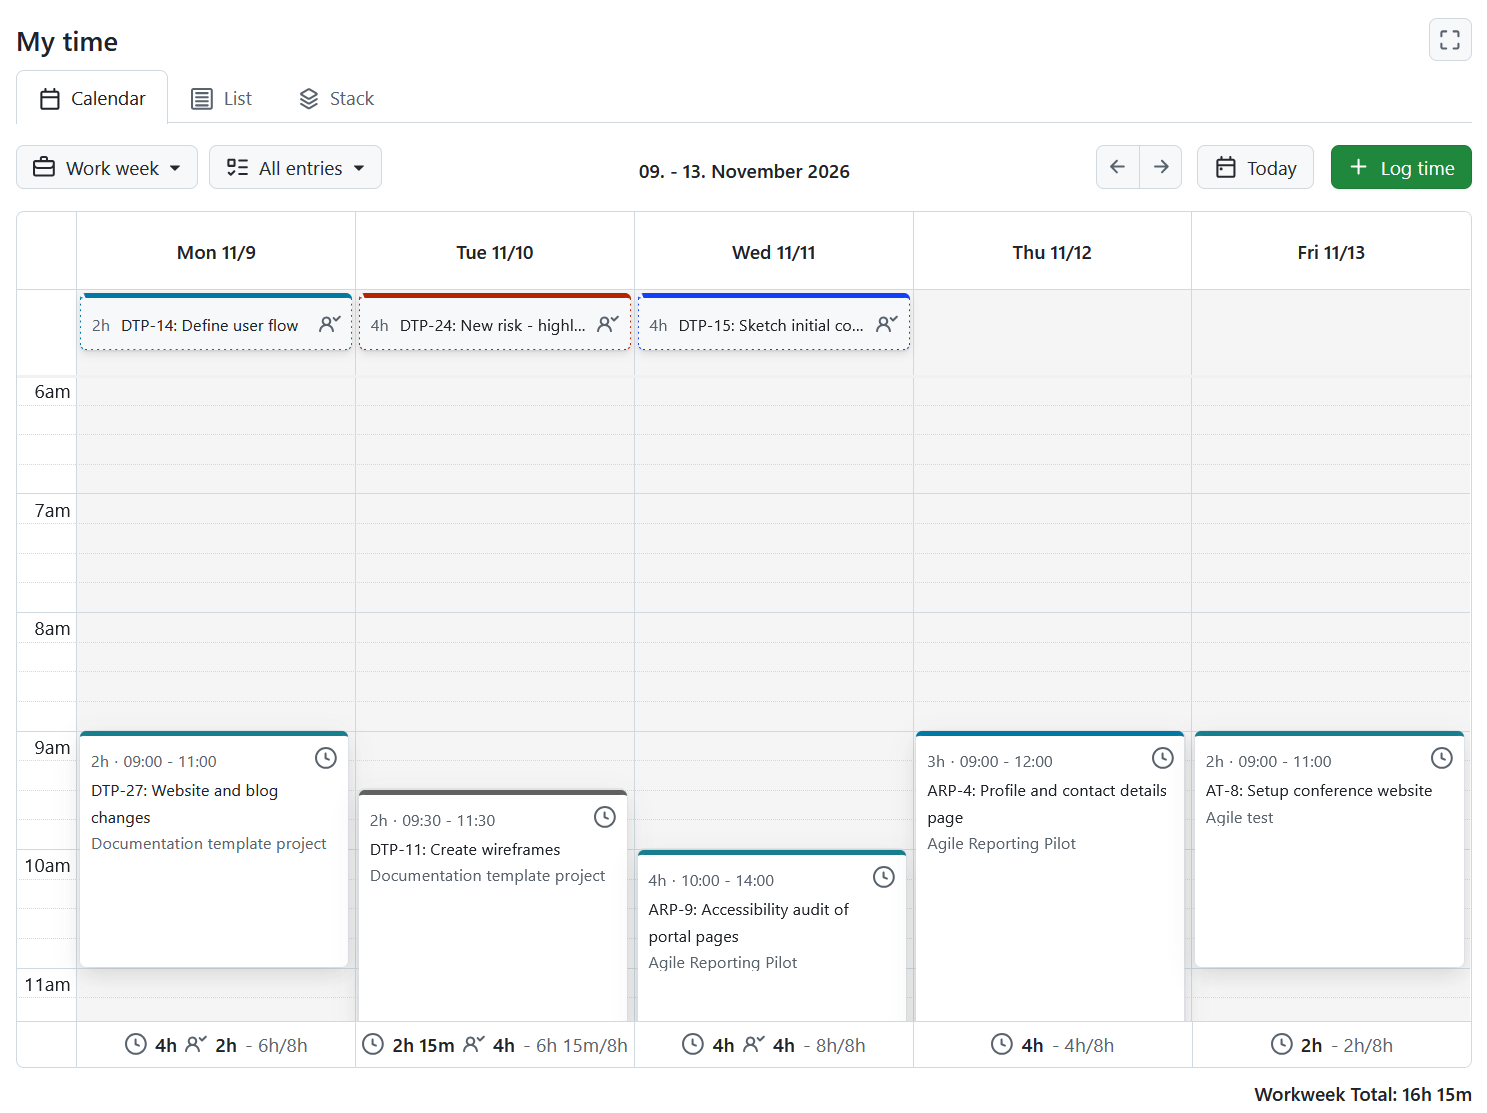 My time
Calendar
List
Stack
Work week
All entries
09. - 13. November 2026
Today
Log time
Mon 11/9
Tue 11/10
Wed 11/11
Thu 11/12
Fri 11/13
2h DTP-14: Define user flow
4h DTP-24: New risk - highl...
4h DTP-15: Sketch initial co...
6am
7am
8am
9am
10am
11am
2h · 09:00 - 11:00
DTP-27: Website and blog
changes
Documentation template project
2h · 09:30 - 11:30
DTP-11: Create wireframes
Documentation template project
4h · 10:00 - 14:00
ARP-9: Accessibility audit of
portal pages
Agile Reporting Pilot
3h · 09:00 - 12:00
ARP-4: Profile and contact details
page
Agile Reporting Pilot
2h · 09:00 - 11:00
AT-8: Setup conference website
Agile test
4h 2h - 6h/8h
2h 15m 4h - 6h 15m/8h
4h 4h - 8h/8h
4h - 4h/8h
2h - 2h/8h
Workweek Total: 16h 15m